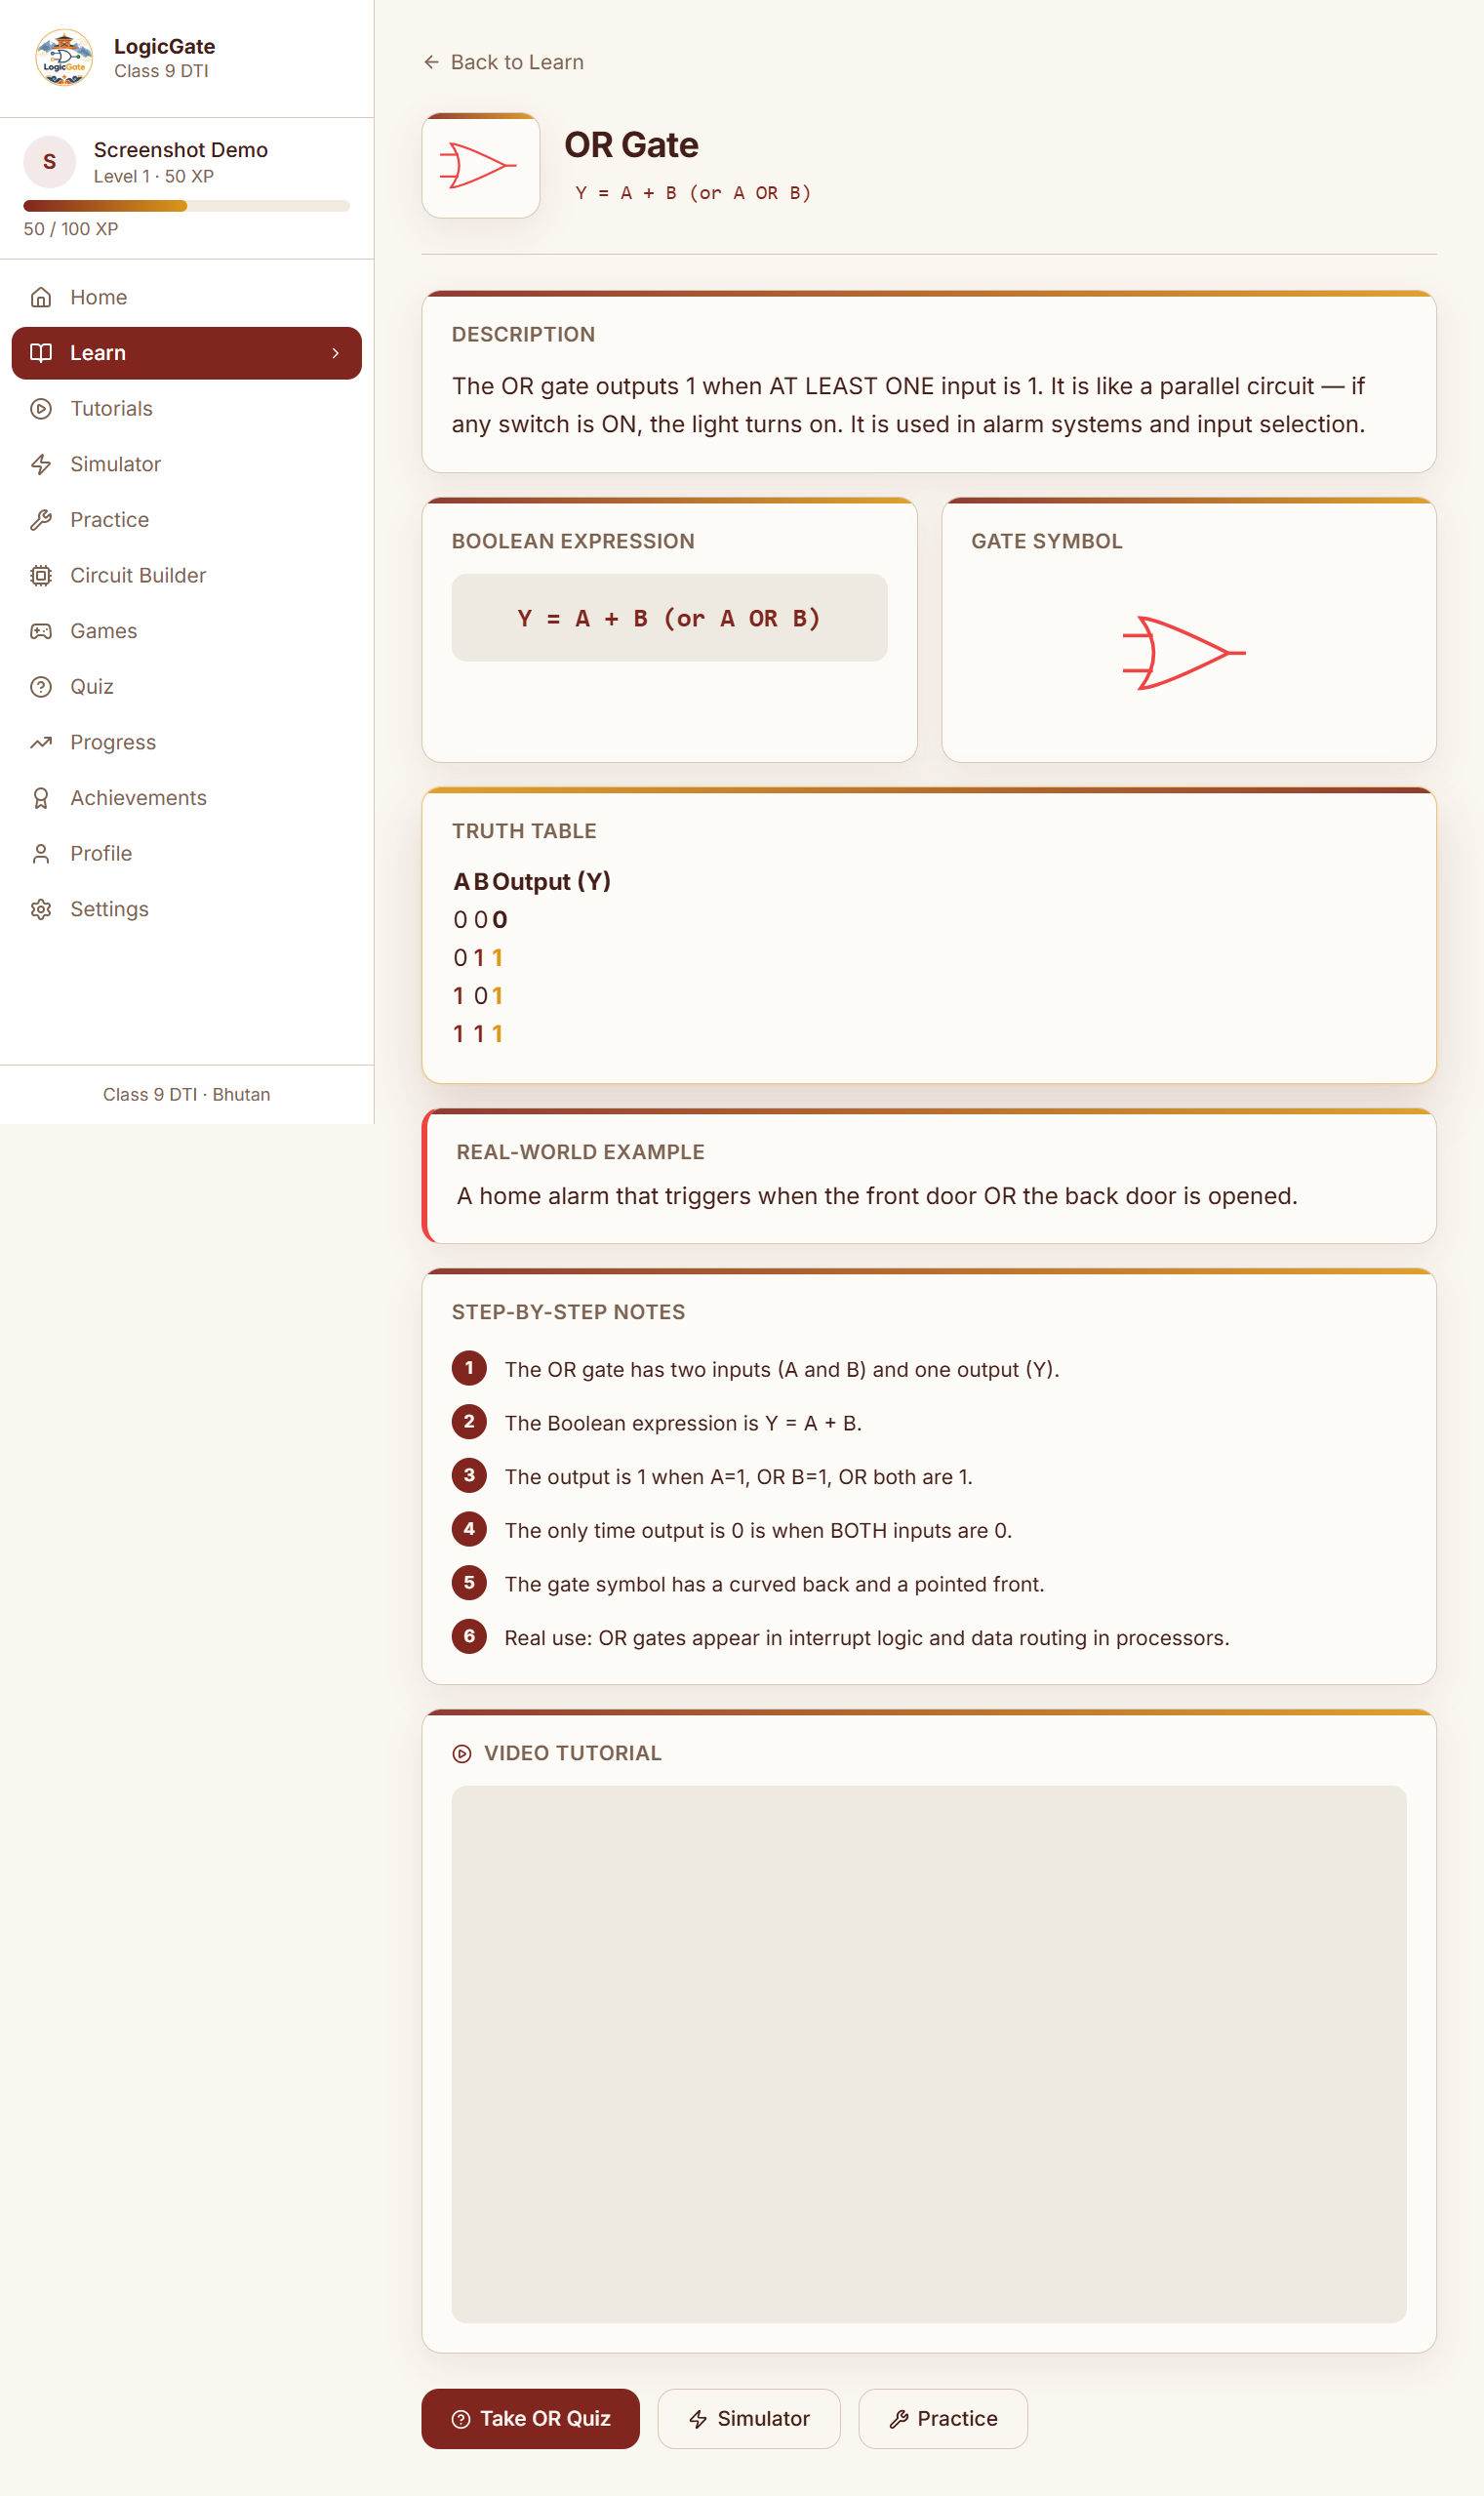 LogicGate
LogicGate
Class 9 DTI
S
Screenshot Demo
Level 1 · 50 XP
50 / 100 XP
Home
Learn
Tutorials
Simulator
Practice
Circuit Builder
Games
Quiz
Progress
Achievements
Profile
Settings
Class 9 DTI · Bhutan
Back to Learn
OR Gate
Y = A + B (or A OR B)
DESCRIPTION
The OR gate outputs 1 when AT LEAST ONE input is 1. It is like a parallel circuit — if
any switch is ON, the light turns on. It is used in alarm systems and input selection.
BOOLEAN EXPRESSION
Y = A + B (or A OR B)
GATE SYMBOL
TRUTH TABLE
A B Output (Y)
0 0 0
0 1 1
1 0 1
1 1 1
REAL-WORLD EXAMPLE
A home alarm that triggers when the front door OR the back door is opened.
STEP-BY-STEP NOTES
1 The OR gate has two inputs (A and B) and one output (Y).
2 The Boolean expression is Y = A + B.
3 The output is 1 when A=1, OR B=1, OR both are 1.
4 The only time output is 0 is when BOTH inputs are 0.
5 The gate symbol has a curved back and a pointed front.
6 Real use: OR gates appear in interrupt logic and data routing in processors.
VIDEO TUTORIAL
Take OR Quiz
Simulator
Practice